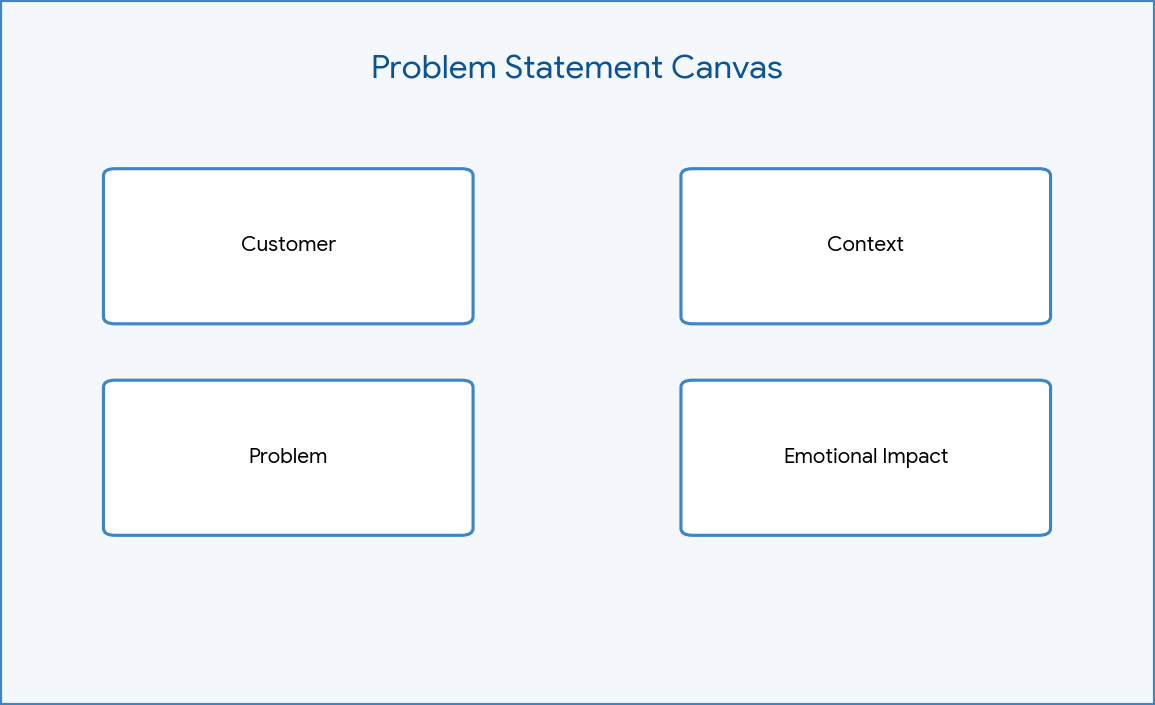 Problem Statement Canvas
Customer
Context
Problem
Emotional Impact